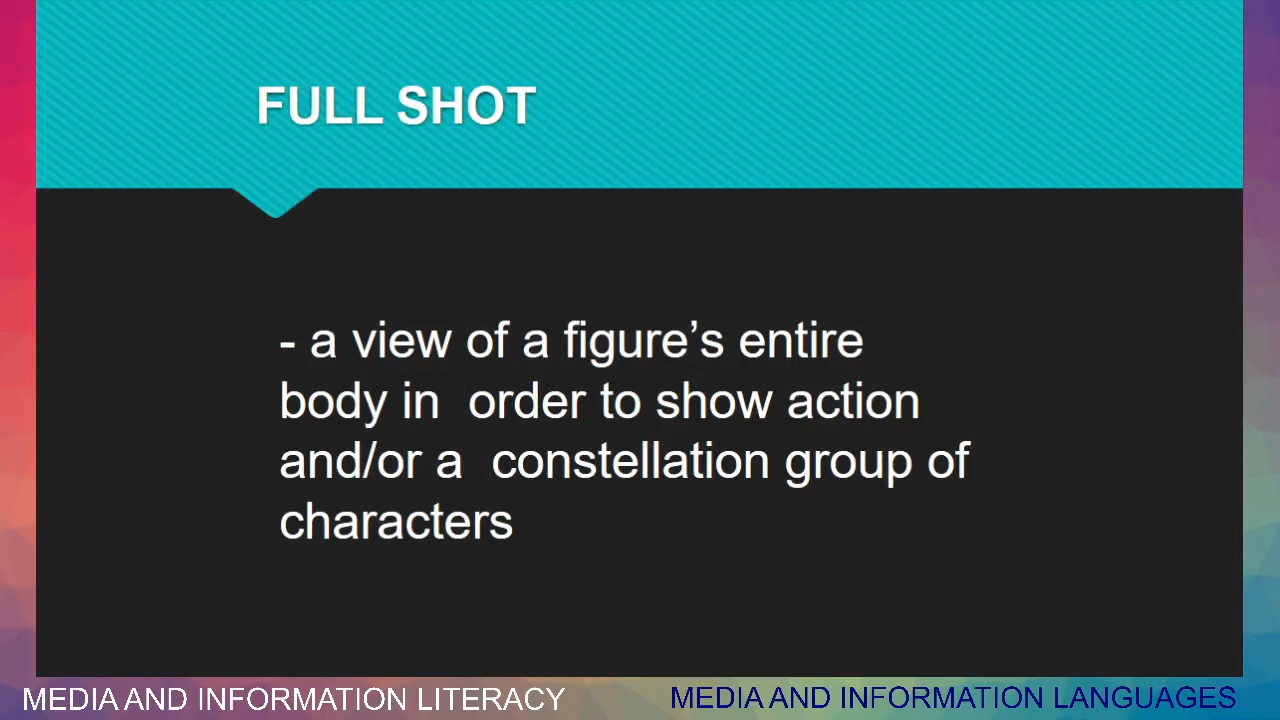 FULL SHOT
- a view of a figure’s entire
body in  order to show action
and/or a  constellation group of
characters
MEDIA AND INFORMATION LITERACY
MEDIA AND INFORMATION LANGUAGES